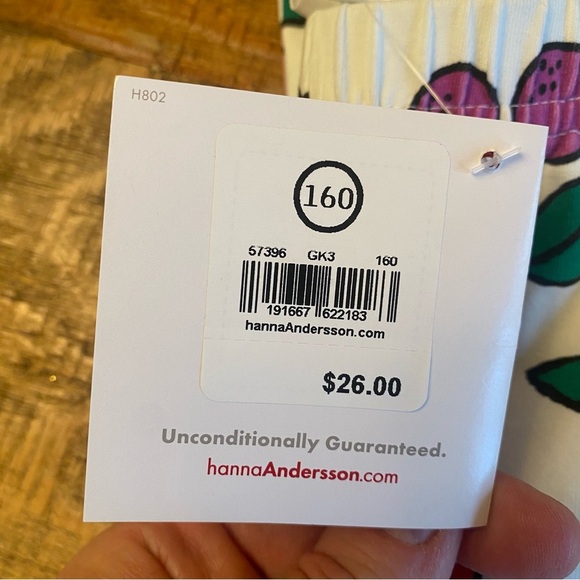 H802
160
57396 GK3 160
191667 622183
hannaAndersson.com
$26.00
Unconditionally Guaranteed.
hannaAndersson.com